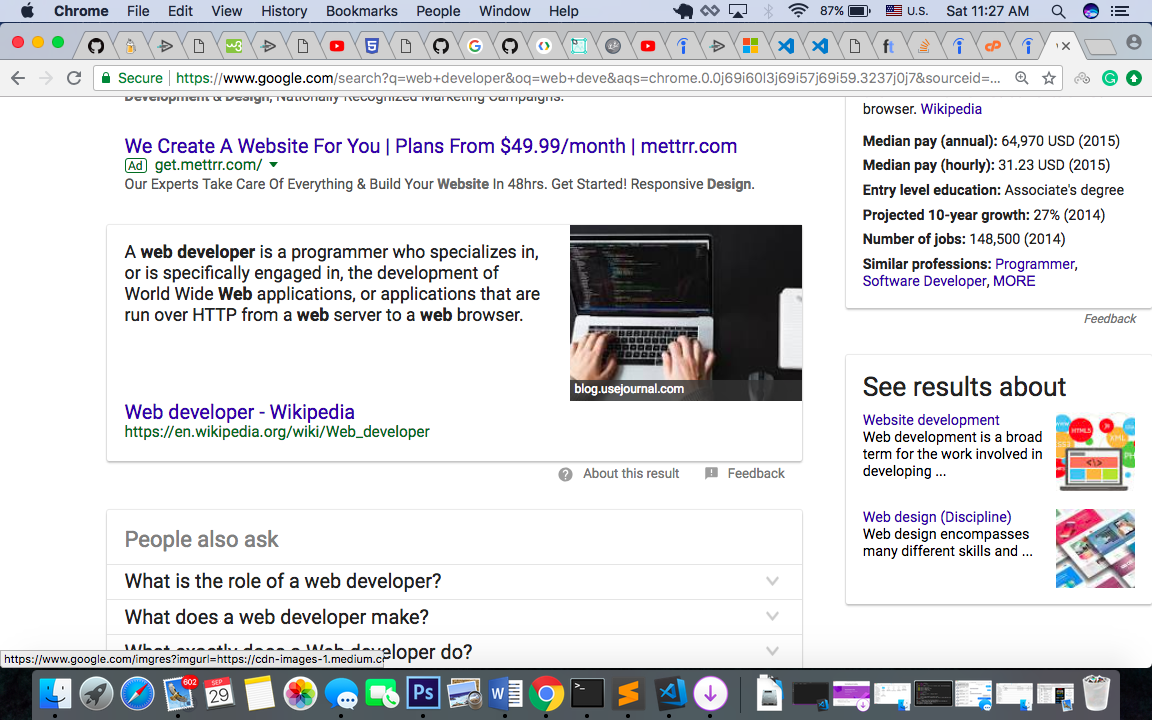 Chrome File Edit View History Bookmarks People Window Help 87% U.S. Sat 11:27 AM
Secure https://www.google.com/search?q=web+developer&oq=web+deve&aqs=chrome.0.0j69i60l3j69i57j69i59.3237j0j7&sourceid=...
Development & Design, Nationally Recognized Marketing Campaigns.
We Create A Website For You | Plans From $49.99/month | mettrr.com
Ad get.mettrr.com/
Our Experts Take Care Of Everything & Build Your Website In 48hrs. Get Started! Responsive Design.
A web developer is a programmer who specializes in,
or is specifically engaged in, the development of
World Wide Web applications, or applications that are
run over HTTP from a web server to a web browser.
blog.usejournal.com
Web developer - Wikipedia
https://en.wikipedia.org/wiki/Web_developer
About this result Feedback
People also ask
What is the role of a web developer?
What does a web developer make?
What exactly does a Web developer do?
https://www.google.com/imgres?imgurl=https://cdn-images-1.medium.c
browser. Wikipedia
Median pay (annual): 64,970 USD (2015)
Median pay (hourly): 31.23 USD (2015)
Entry level education: Associate's degree
Projected 10-year growth: 27% (2014)
Number of jobs: 148,500 (2014)
Similar professions: Programmer,
Software Developer, MORE
Feedback
See results about
Website development
Web development is a broad
term for the work involved in
developing ...
HTML5
XML
Web design (Discipline)
Web design encompasses
many different skills and ...
602
SEP
29
Ps
W